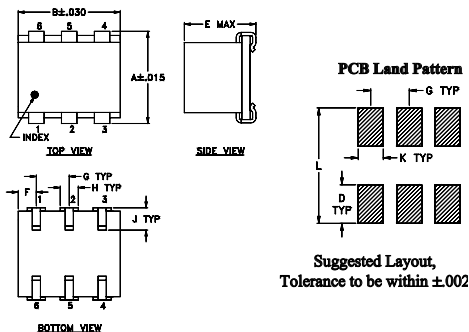 B±.030
6 5 4
A±.015
INDEX
1 2 3
TOP VIEW
E MAX
SIDE VIEW
PCB Land Pattern
G TYP
K TYP
L
D
TYP
Suggested Layout,
Tolerance to be within ±.002
G TYP
H TYP
F
1 2 3
J TYP
6 5 4
BOTTOM VIEW